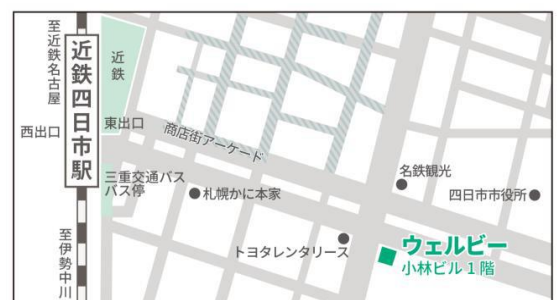 至近鉄名古屋
近鉄四日市駅
近鉄
西出口
東出口
商店街アーケード
三重交通バス
バス停
札幌かに本家
名鉄観光
四日市市役所
トヨタレンタリース
ウェルビー
小林ビル1階
至伊勢中川